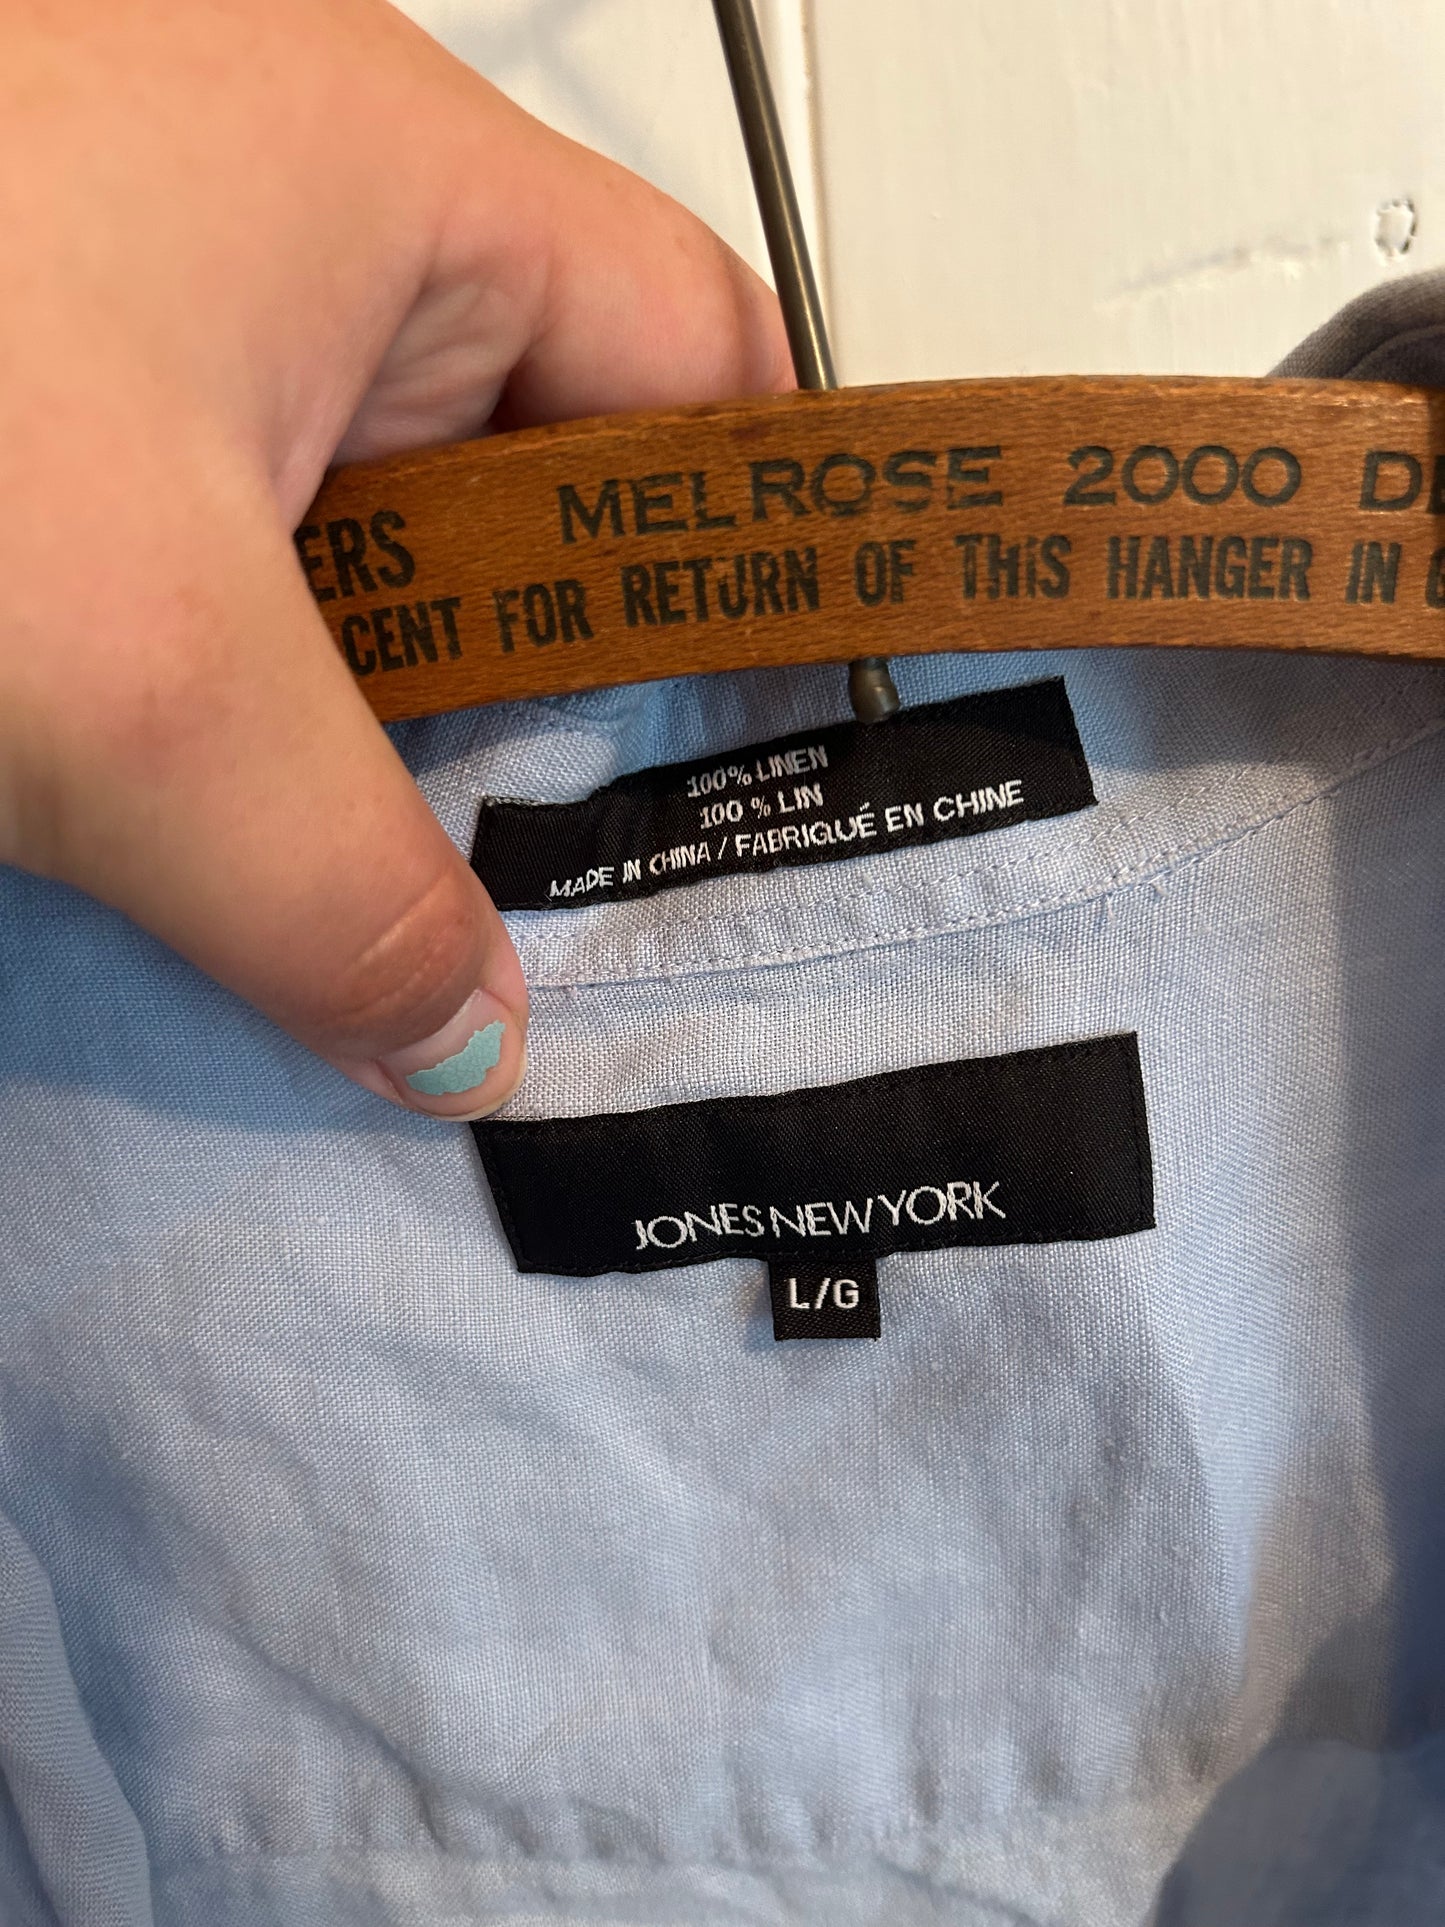 ERS MELROSE 2000
CENT FOR RETURN OF THIS HANGER IN
100% LINEN
100 % LIN
MADE IN CHINA / FABRIQUÉ EN CHINE
JONES NEW YORK
L/G